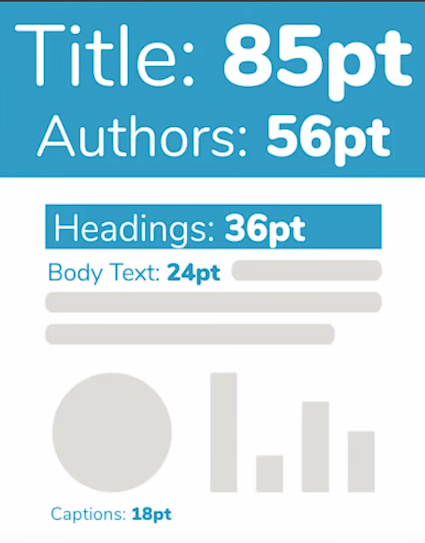 Title: 85pt
Authors: 56pt
Headings: 36pt
Body Text: 24pt
Captions: 18pt